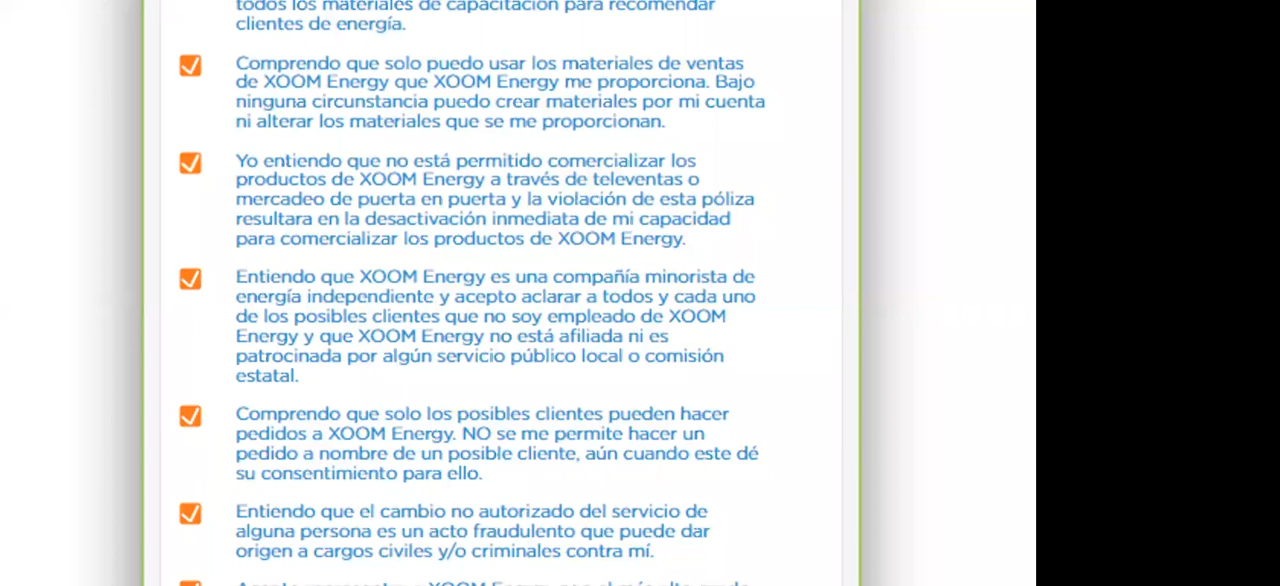 todos los materiales de capacitación para recomendar
clientes de energía.
Comprendo que solo puedo usar los materiales de ventas
de XOOM Energy que XOOM Energy me proporciona. Bajo
ninguna circunstancia puedo crear materiales por mi cuenta
ni alterar los materiales que se me proporcionan.
Yo entiendo que no está permitido comercializar los
productos de XOOM Energy a través de televentas o
mercadeo de puerta en puerta y la violación de esta póliza
resultara en la desactivación inmediata de mi capacidad
para comercializar los productos de XOOM Energy.
Entiendo que XOOM Energy es una compañía minorista de
energía independiente y acepto aclarar a todos y cada uno
de los posibles clientes que no soy empleado de XOOM
Energy y que XOOM Energy no está afiliada ni es
patrocinada por algún servicio público local o comisión
estatal.
Comprendo que solo los posibles clientes pueden hacer
pedidos a XOOM Energy. NO se me permite hacer un
pedido a nombre de un posible cliente, aún cuando este dé
su consentimiento para ello.
Entiendo que el cambio no autorizado del servicio de
alguna persona es un acto fraudulento que puede dar
origen a cargos civiles y/o criminales contra mí.